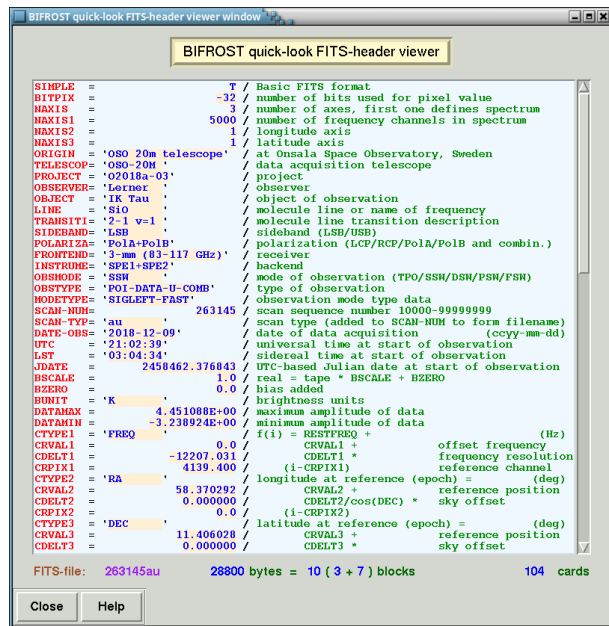 BIFROST quick-look FITS-header viewer window
BIFROST quick-look FITS-header viewer
SIMPLE = T / Basic FITS format
BITPIX = -32 / number of bits used for pixel value
NAXIS = 3 / number of axes, first one defines spectrum
NAXIS1 = 5000 / number of frequency channels in spectrum
NAXIS2 = 1 / longitude axis
NAXIS3 = 1 / latitude axis
ORIGIN = 'OSO 20m telescope' / at Onsala Space Observatory, Sweden
TELESCOP= 'OSO-20M ' / data acquisition telescope
PROJECT = 'O2018a-03' / project
OBSERVER= 'Lerner ' / observer
OBJECT = 'IK Tau ' / object of observation
LINE = 'SiO ' / molecule line or name of frequency
TRANSITI= '2-1 v=1 ' / molecule line transition description
SIDEBAND= 'LSB ' / sideband (LSB/USB)
POLARIZA= 'PolA+PolB' / polarization (LCP/RCP/PolA/PolB and combin.)
FRONTEND= '3-mm (83-117 GHz)' / receiver
INSTRUME= 'SPE1+SPE2' / backend
OBSMODE = 'SSW ' / mode of observation (TPO/SSW/DSW/PSW/FSW)
OBSTYPE = 'POI-DATA-U-COMB' / type of observation
MODETYPE= 'SIGLEFT-FAST' / observation mode type data
SCAN-NUM= 263145 / scan sequence number 10000-99999999
SCAN-TYP= 'au ' / scan type (added to SCAN-NUM to form filename)
DATE-OBS= '2018-12-09' / date of data acquisition (ccyy-mm-dd)
UTC = '21:02:39' / universal time at start of observation
LST = '03:04:34' / sidereal time at start of observation
JDATE = 2458462.376843 / UTC-based Julian date at start of observation
BSCALE = 1.0 / real = tape * BSCALE + BZERO
BZERO = 0.0 / bias added
BUNIT = 'K ' / brightness units
DATAMAX = 4.451088E+00 / maximum amplitude of data
DATAMIN = -3.238924E+00 / minimum amplitude of data
CTYPE1 = 'FREQ ' / f(i) = RESTFREQ + (Hz)
CRVAL1 = 0.0 / CRVAL1 + offset frequency
CDELT1 = -12207.031 / CDELT1 * frequency resolution
CRPIX1 = 4139.400 / (i-CRPIX1) reference channel
CTYPE2 = 'RA ' / longitude at reference (epoch) = (deg)
CRVAL2 = 58.370292 / CRVAL2 + reference position
CDELT2 = 0.000000 / CDELT2/cos(DEC) * sky offset
CRPIX2 = 0.0 / (i-CRPIX2)
CTYPE3 = 'DEC ' / latitude at reference (epoch) = (deg)
CRVAL3 = 11.406028 / CRVAL3 + reference position
CDELT3 = 0.000000 / CDELT3 * sky offset
FITS-file: 263145au 28800 bytes = 10 ( 3 + 7 ) blocks 104 cards
Close Help